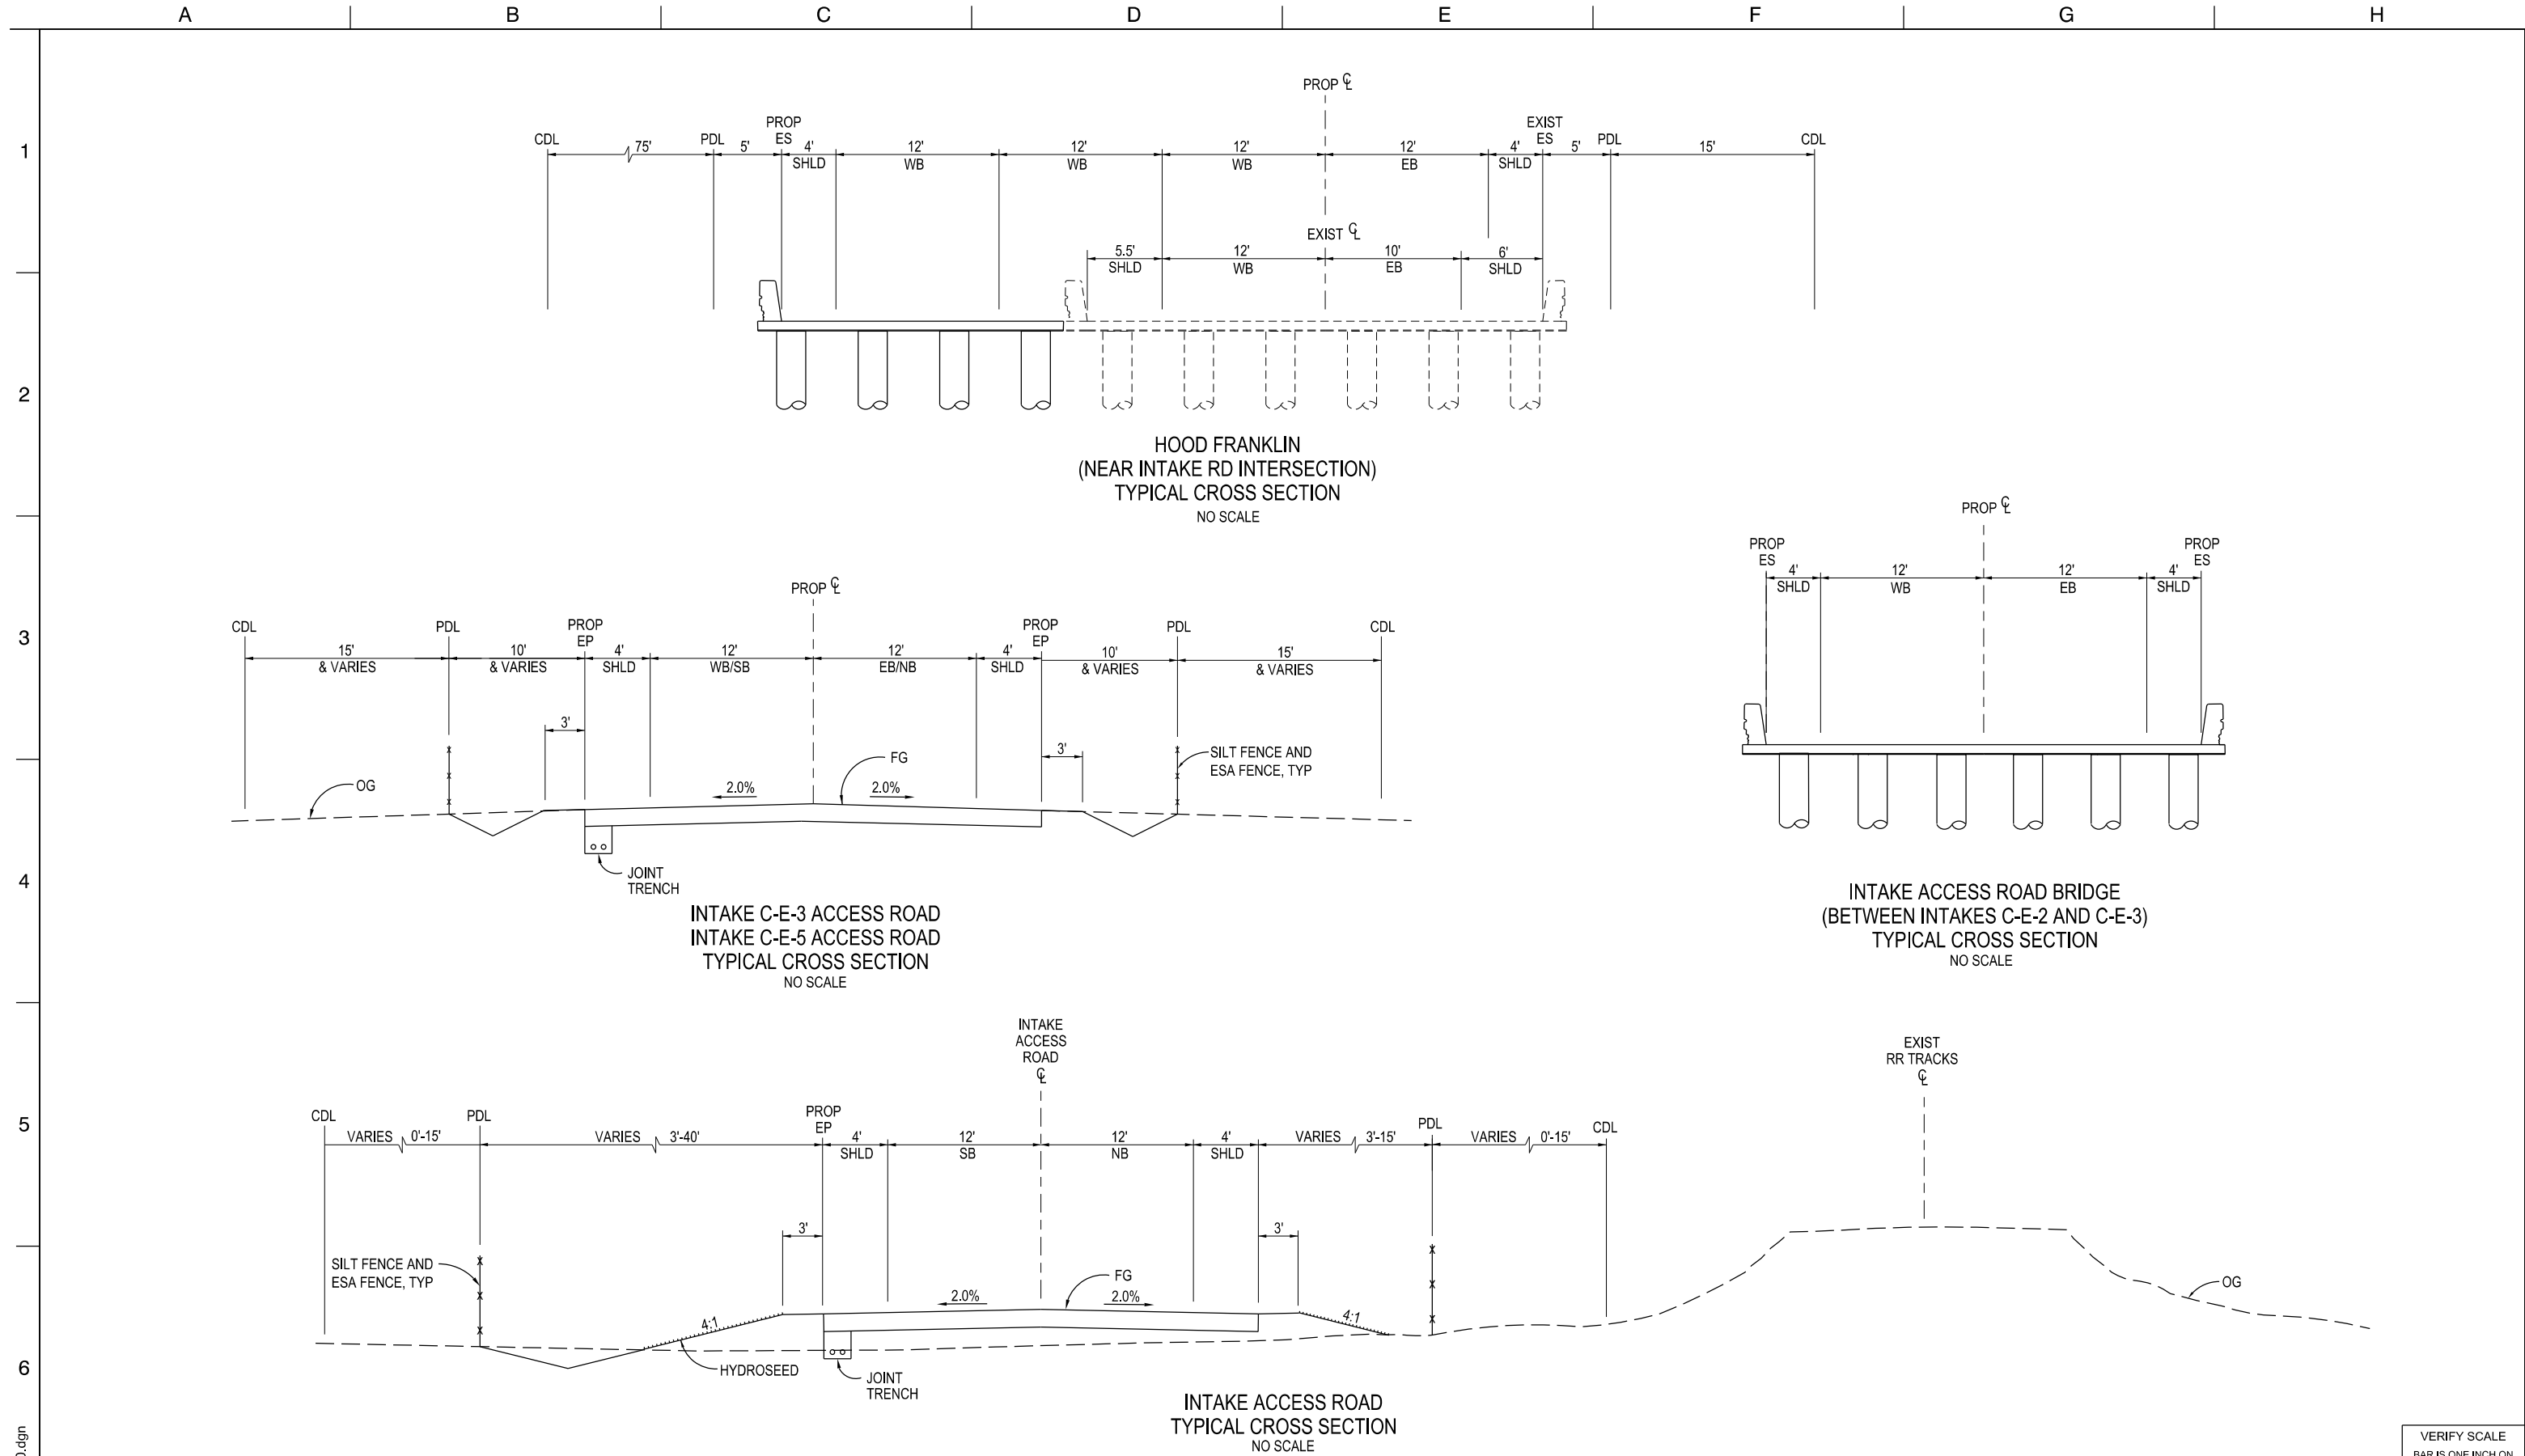 A B C D E F G H
1
2
3
4
5
6
PROP ℄
CDL 75' PDL 5' PROP ES 4' SHLD 12' WB 12' WB 12' WB 12' EB 4' SHLD EXIST ES 5' PDL 15' CDL
EXIST ℄
5.5' SHLD 12' WB 10' EB 6' SHLD
HOOD FRANKLIN
(NEAR INTAKE RD INTERSECTION)
TYPICAL CROSS SECTION
NO SCALE
PROP ℄
CDL 15' & VARIES PDL 10' & VARIES PROP EP 4' SHLD 12' WB/SB 12' EB/NB 4' SHLD PROP EP 10' & VARIES PDL 15' & VARIES CDL
3' 3'
SILT FENCE AND
ESA FENCE, TYP
FG
OG
2.0% 2.0%
JOINT
TRENCH
INTAKE C-E-3 ACCESS ROAD
INTAKE C-E-5 ACCESS ROAD
TYPICAL CROSS SECTION
NO SCALE
PROP ℄
PROP ES 4' SHLD 12' WB 12' EB 4' SHLD PROP ES
INTAKE ACCESS ROAD BRIDGE
(BETWEEN INTAKES C-E-2 AND C-E-3)
TYPICAL CROSS SECTION
NO SCALE
INTAKE
ACCESS
ROAD
℄
EXIST
RR TRACKS
℄
CDL VARIES 0'-15' PDL VARIES 3'-40' PROP EP 4' SHLD 12' SB 12' NB 4' SHLD VARIES 3'-15' PDL VARIES 0'-15' CDL
3' 3'
SILT FENCE AND
ESA FENCE, TYP
FG
OG
2.0% 2.0%
4:1 4:1
HYDROSEED
JOINT
TRENCH
INTAKE ACCESS ROAD
TYPICAL CROSS SECTION
NO SCALE
VERIFY SCALE
BAR IS ONE INCH ON
.dgn